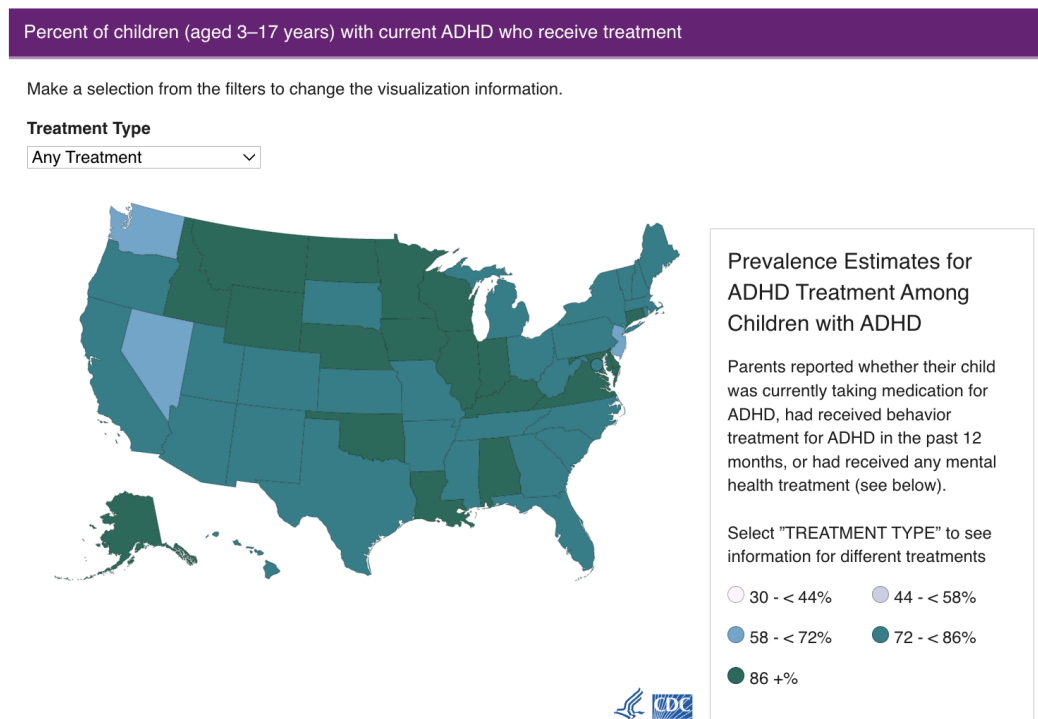 Percent of children (aged 3–17 years) with current ADHD who receive treatment
Make a selection from the filters to change the visualization information.
Treatment Type
Any Treatment
Prevalence Estimates for
ADHD Treatment Among
Children with ADHD
Parents reported whether their child
was currently taking medication for
ADHD, had received behavior
treatment for ADHD in the past 12
months, or had received any mental
health treatment (see below).
Select ”TREATMENT TYPE” to see
information for different treatments
30 - < 44%
44 - < 58%
58 - < 72%
72 - < 86%
86 +%
CDC